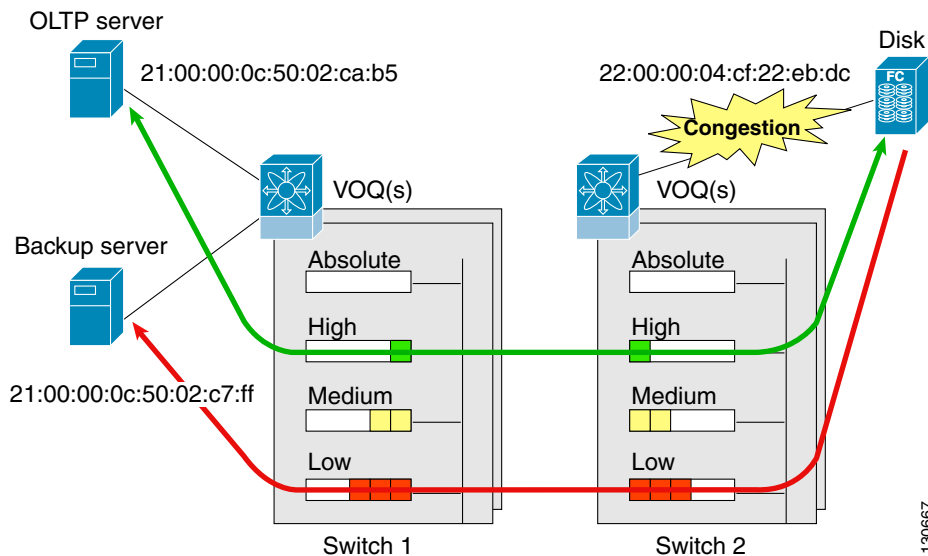 OLTP server
21:00:00:0c:50:02:ca:b5
22:00:00:04:cf:22:eb:dc
Disk
FC
Congestion
VOQ(s)
VOQ(s)
Backup server
21:00:00:0c:50:02:c7:ff
Absolute
High
Medium
Low
Switch 1
Absolute
High
Medium
Low
Switch 2
130667